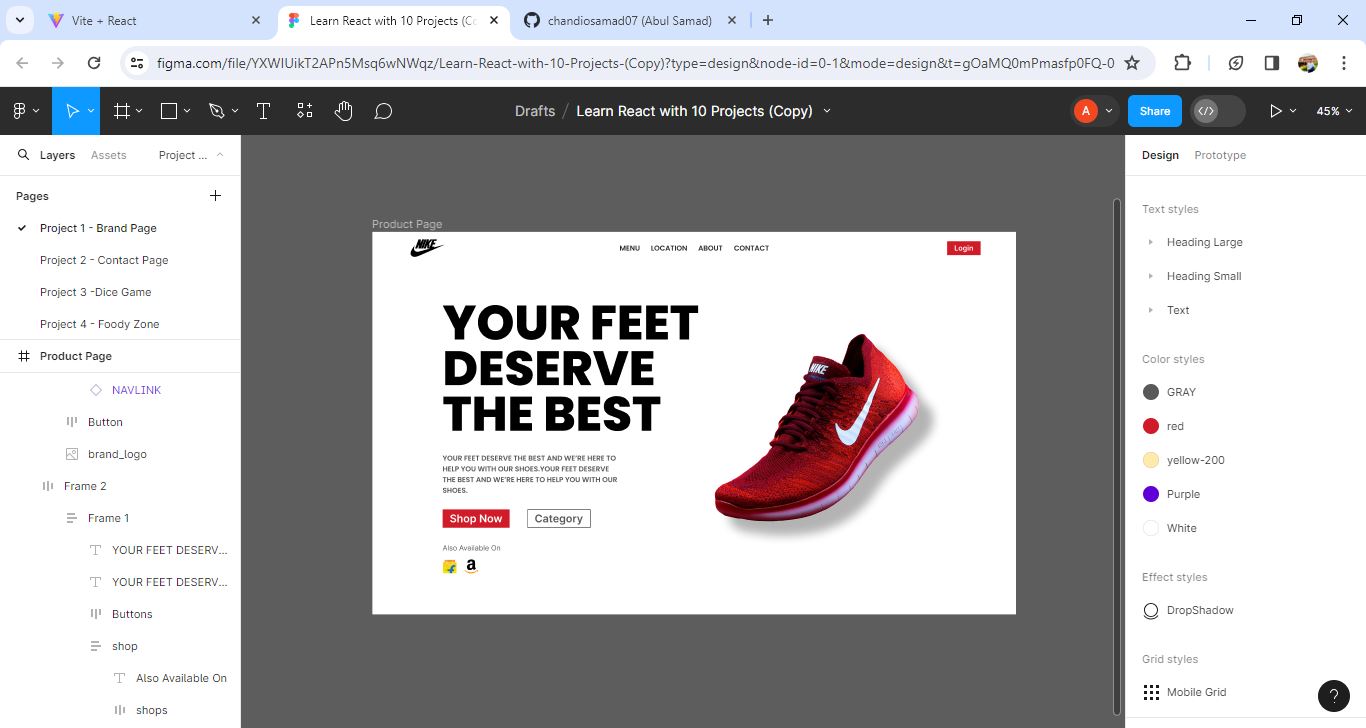 Vite + React
Learn React with 10 Projects (Co
chandiosamad07 (Abul Samad)
figma.com/file/YXWIUikT2APn5Msq6wNWqz/Learn-React-with-10-Projects-(Copy)?type=design&node-id=0-1&mode=design&t=gOaMQ0mPmasfp0FQ-0
Drafts / Learn React with 10 Projects (Copy)
A
Share
45%
Layers
Assets
Project ...
Pages
Project 1 - Brand Page
Project 2 - Contact Page
Project 3 -Dice Game
Project 4 - Foody Zone
Product Page
NAVLINK
Button
brand_logo
Frame 2
Frame 1
YOUR FEET DESERV...
YOUR FEET DESERV...
Buttons
shop
Also Available On
shops
Product Page
NIKE
MENU LOCATION ABOUT CONTACT
Login
YOUR FEET
DESERVE
THE BEST
YOUR FEET DESERVE THE BEST AND WE'RE HERE TO
HELP YOU WITH OUR SHOES.YOUR FEET DESERVE
THE BEST AND WE'RE HERE TO HELP YOU WITH OUR
SHOES.
Shop Now
Category
Also Available On
a
NIKE
Design
Prototype
Text styles
Heading Large
Heading Small
Text
Color styles
GRAY
red
yellow-200
Purple
White
Effect styles
DropShadow
Grid styles
Mobile Grid
?